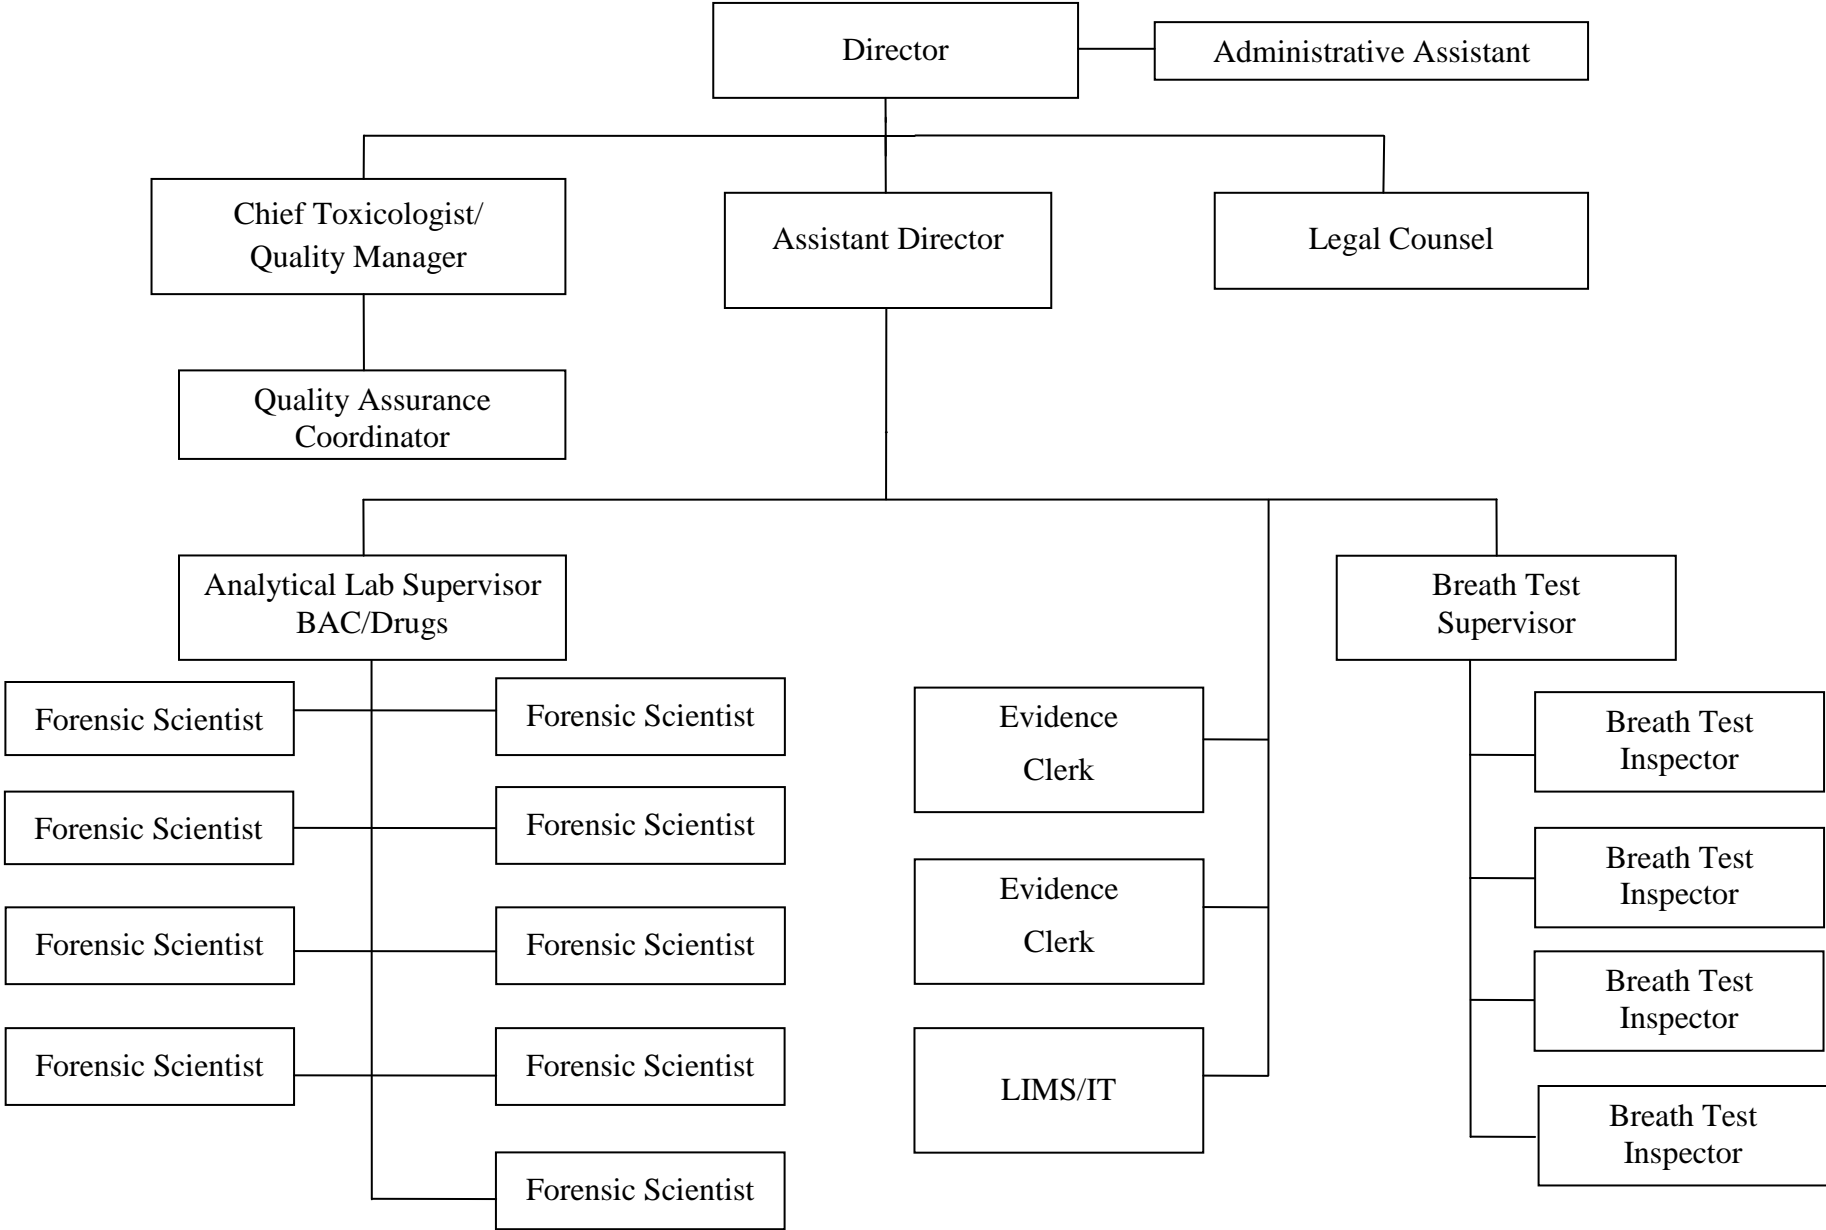 Director
Administrative Assistant
Chief Toxicologist/
Quality Manager
Assistant Director
Legal Counsel
Quality Assurance
Coordinator
Analytical Lab Supervisor
BAC/Drugs
Breath Test
Supervisor
Forensic Scientist
Forensic Scientist
Forensic Scientist
Forensic Scientist
Forensic Scientist
Forensic Scientist
Forensic Scientist
Forensic Scientist
Forensic Scientist
Evidence
Clerk
Evidence
Clerk
LIMS/IT
Breath Test
Inspector
Breath Test
Inspector
Breath Test
Inspector
Breath Test
Inspector